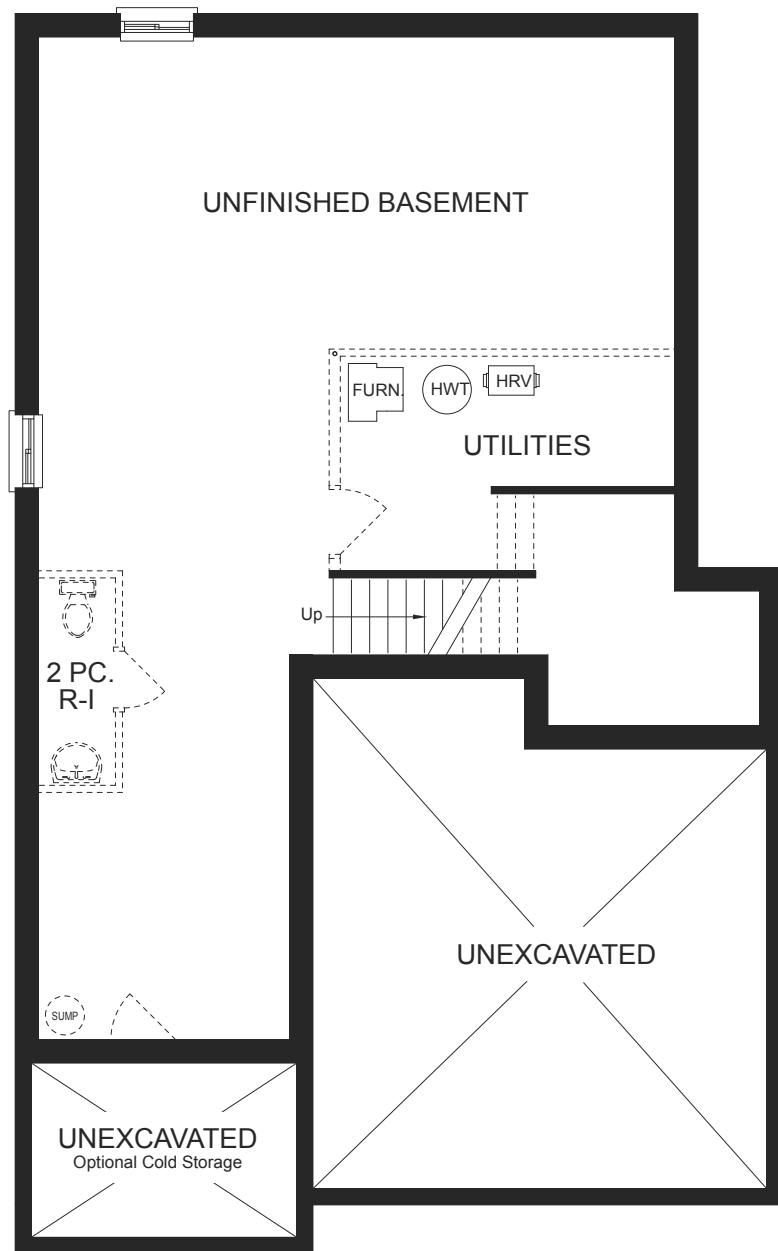 UNFINISHED BASEMENT
FURN.
HWT
HRV
UTILITIES
Up
2 PC.
R-I
UNEXCAVATED
SUMP
UNEXCAVATED
Optional Cold Storage